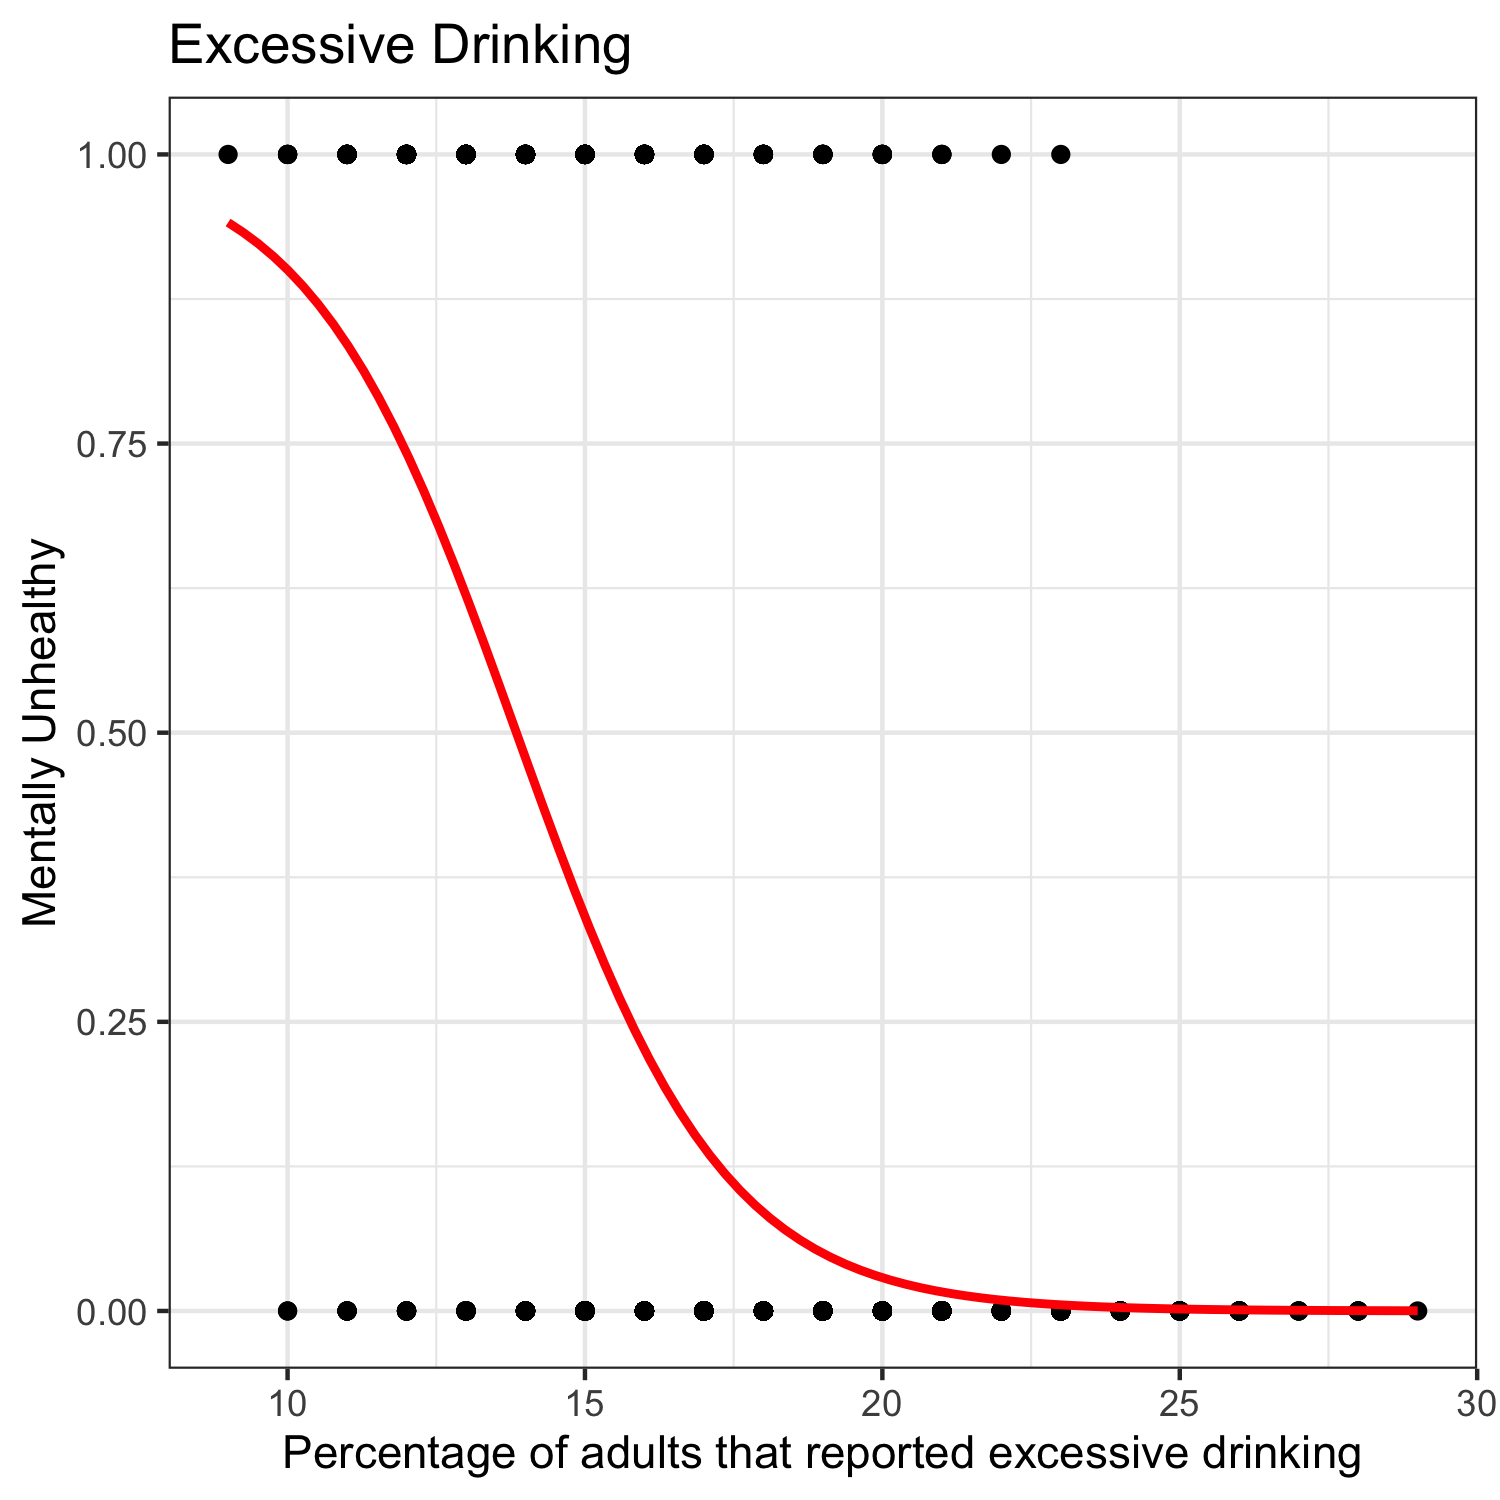 Excessive Drinking
1.00
0.75
0.50
0.25
0.00
Mentally Unhealthy
10 15 20 25 30
Percentage of adults that reported excessive drinking